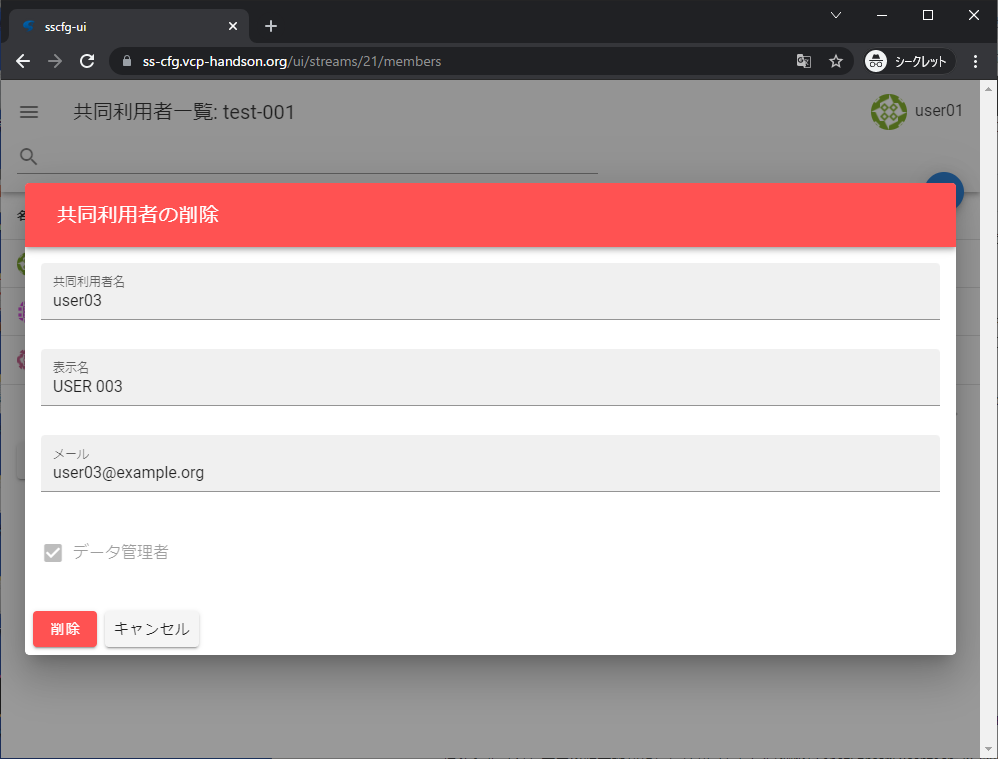 sscfg-ui
ss-cfg.vcp-handson.org/ui/streams/21/members
シークレット
共同利用者一覧: test-001
user01
共同利用者の削除
共同利用者名
user03
表示名
USER 003
メール
user03@example.org
データ管理者
削除
キャンセル